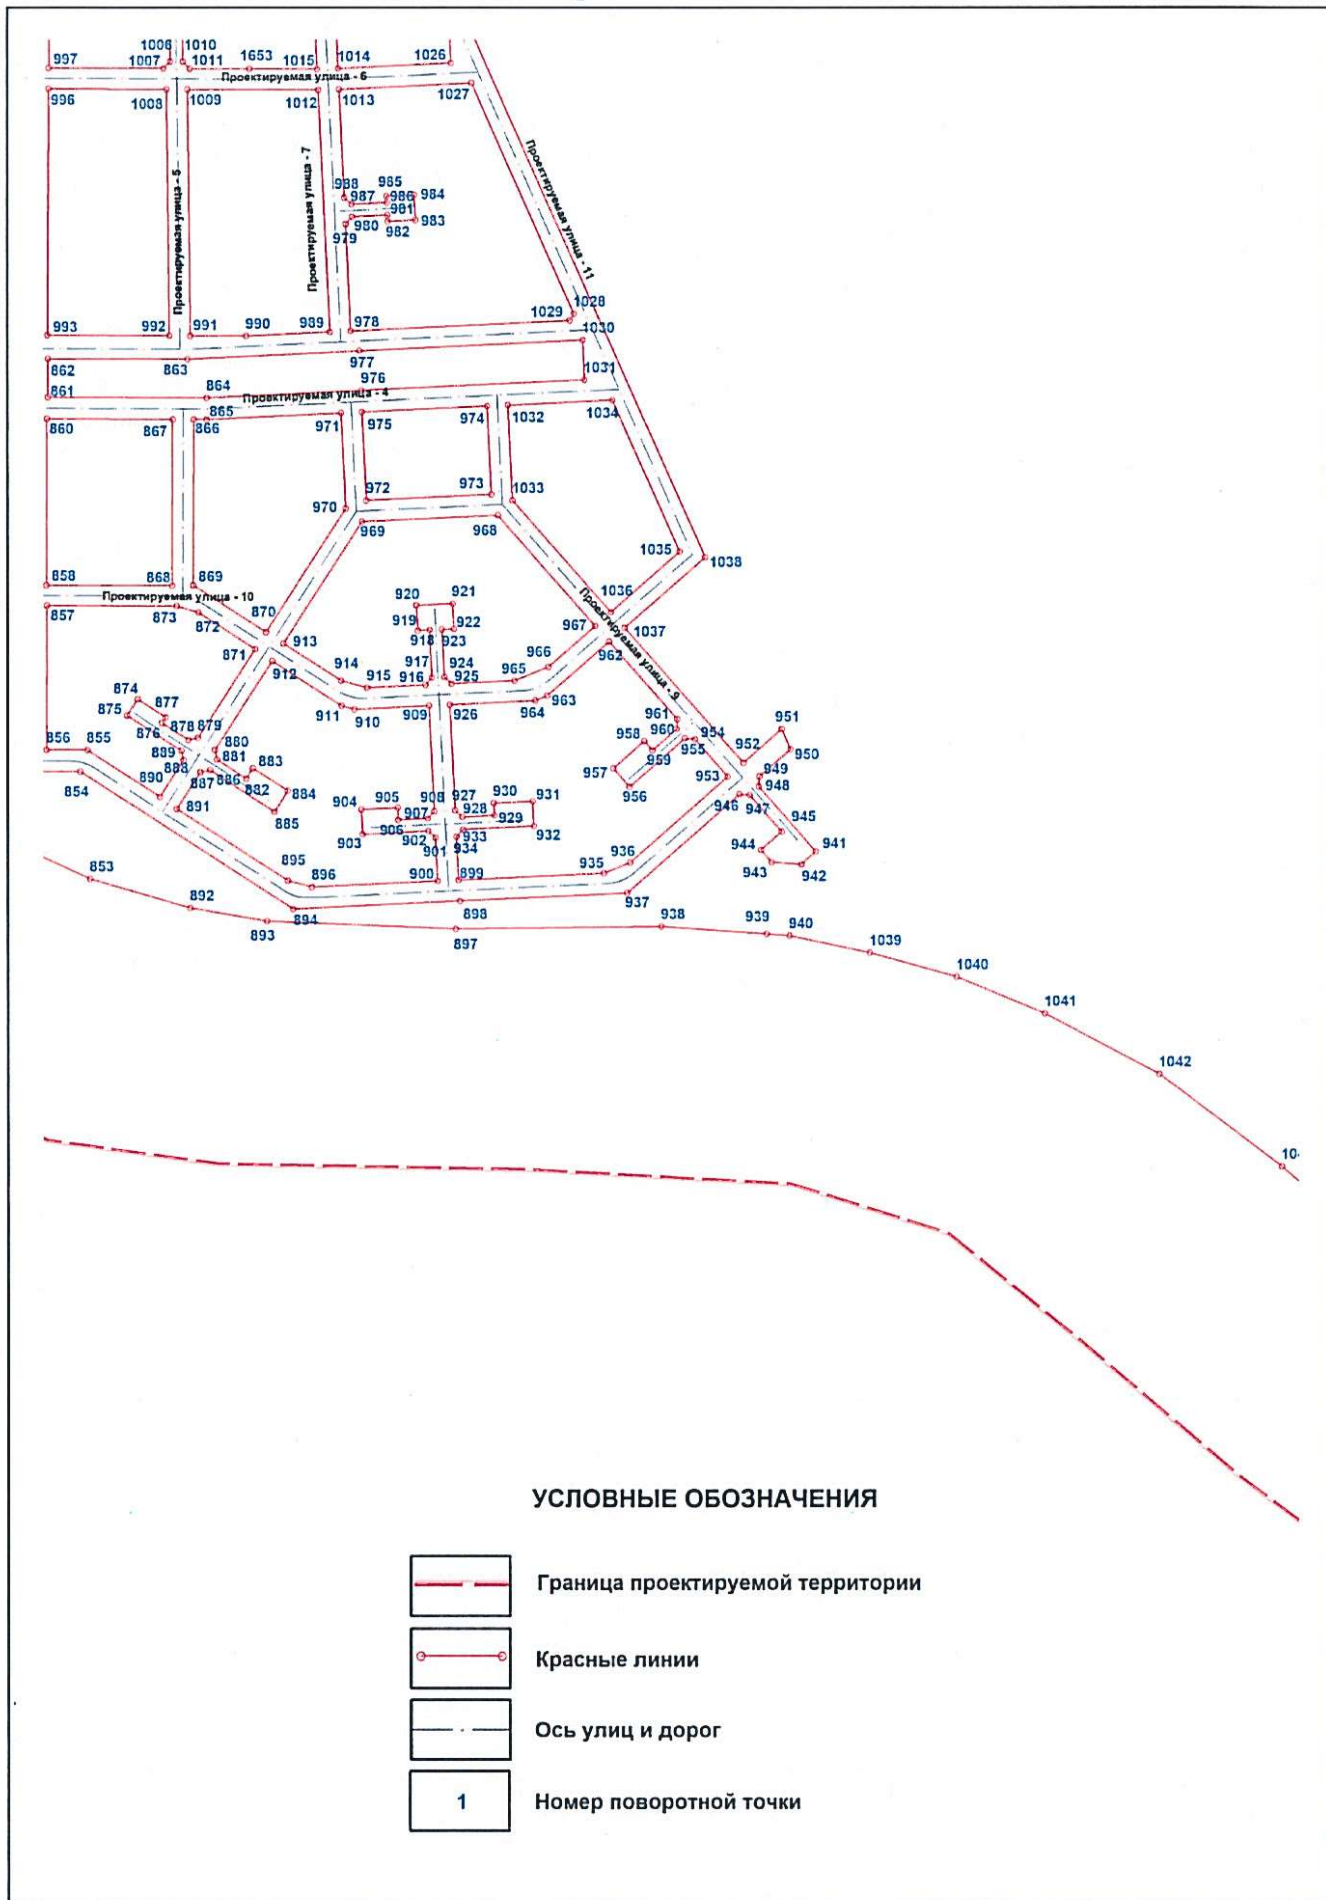 1006 1010
997 1007 1011 1653 1015 1014 1026
Проектируемая улица - 6
996 1008 1009 1012 1013 1027
Проектируемая улица - 5
Проектируемая улица - 7
Проектируемая улица - 11
988 987 985 986 984
981
980 982 983
979
1028
993 992 991 990 989 978 1029 1030
862 863 977
861 864 976 1031
Проектируемая улица - 4
860 867 865 971 975 974 1032 1034
866
972 973 1033
970
969 968
1035 1038
858 868 869 1036
Проектируемая улица - 10
857 873 872 870 920 921
919 918 922 923
913 967 1037
871 962
Проектируемая улица - 9
912 914 915 916 917 924 925 965 966
874 877
875 876 878 879
911 910 909 926 964 963
961 951
856 855 889 888 880 881 958 960 954 952 950
883 959 955
854 890 887 886 882 884 957 956 953 949
948
891 885 904 905 907 908 927 930 931 946 947 945
928 929
903 906 902 901 933 934 932
944 941
853 895 896 900 899 935 936 943 942
892 894 898 937
893 897 938 939 940
1039
1040
1041
1042
УСЛОВНЫЕ ОБОЗНАЧЕНИЯ
Граница проектируемой территории
Красные линии
Ось улиц и дорог
1 Номер поворотной точки